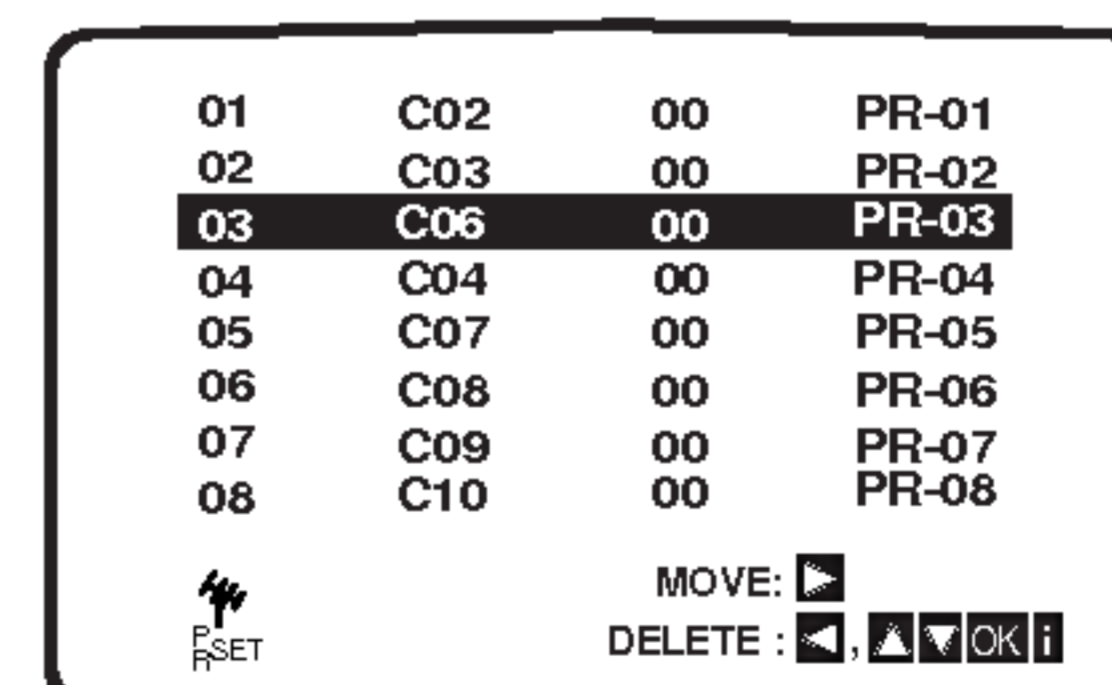 01 C02 00 PR-01
02 C03 00 PR-02
03 C06 00 PR-03
04 C04 00 PR-04
05 C07 00 PR-05
06 C08 00 PR-06
07 C09 00 PR-07
08 C10 00 PR-08
MOVE: ▷
PR SET DELETE : ◁, △ ▽ OK i